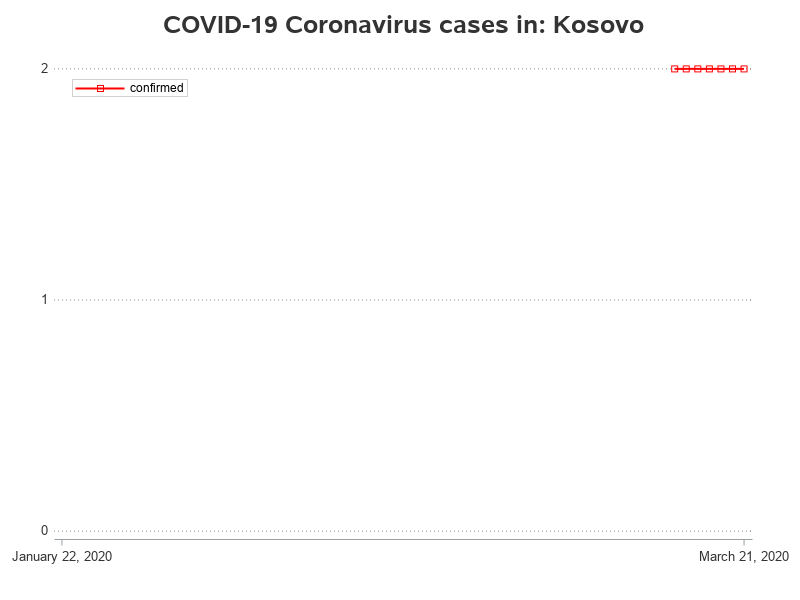 COVID-19 Coronavirus cases in: Kosovo
2
confirmed
1
0
January 22, 2020
March 21, 2020